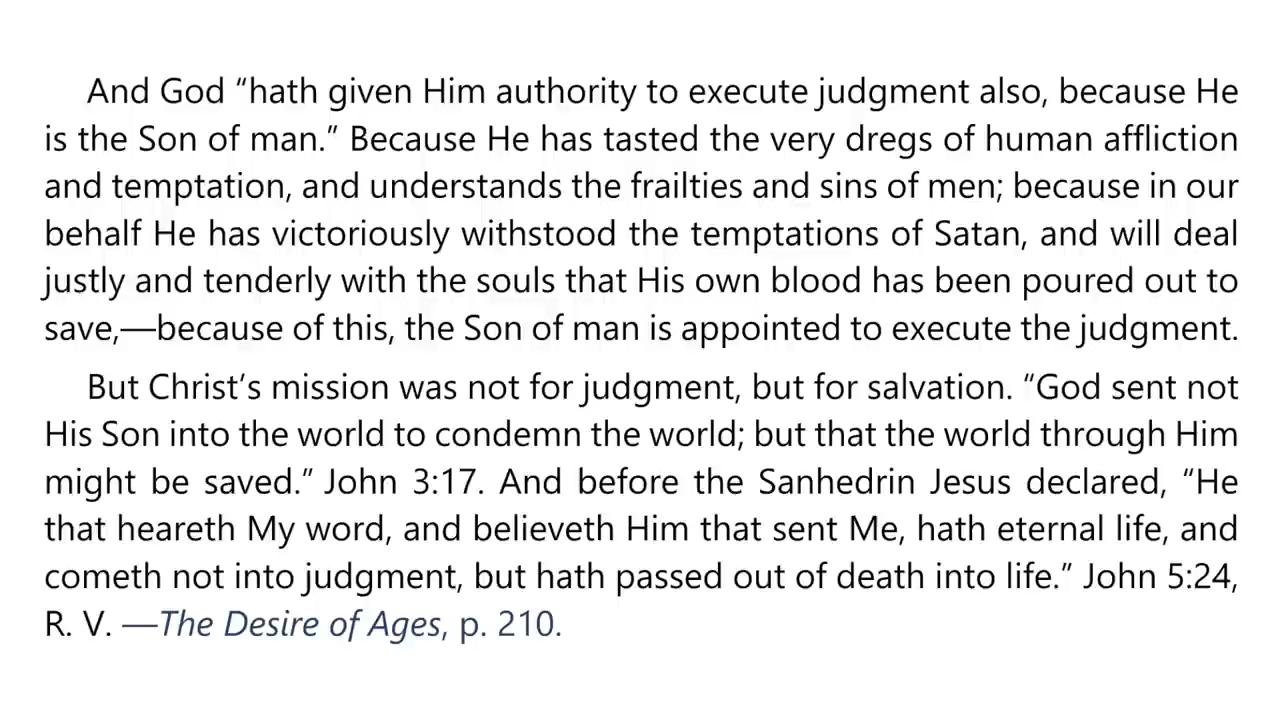 And God “hath given Him authority to execute judgment also, because He
is the Son of man.” Because He has tasted the very dregs of human affliction
and temptation, and understands the frailties and sins of men; because in our
behalf He has victoriously withstood the temptations of Satan, and will deal
justly and tenderly with the souls that His own blood has been poured out to
save,—because of this, the Son of man is appointed to execute the judgment.
But Christ’s mission was not for judgment, but for salvation. “God sent not
His Son into the world to condemn the world; but that the world through Him
might be saved.” John 3:17. And before the Sanhedrin Jesus declared, “He
that heareth My word, and believeth Him that sent Me, hath eternal life, and
cometh not into judgment, but hath passed out of death into life.” John 5:24,
R. V. —The Desire of Ages, p. 210.